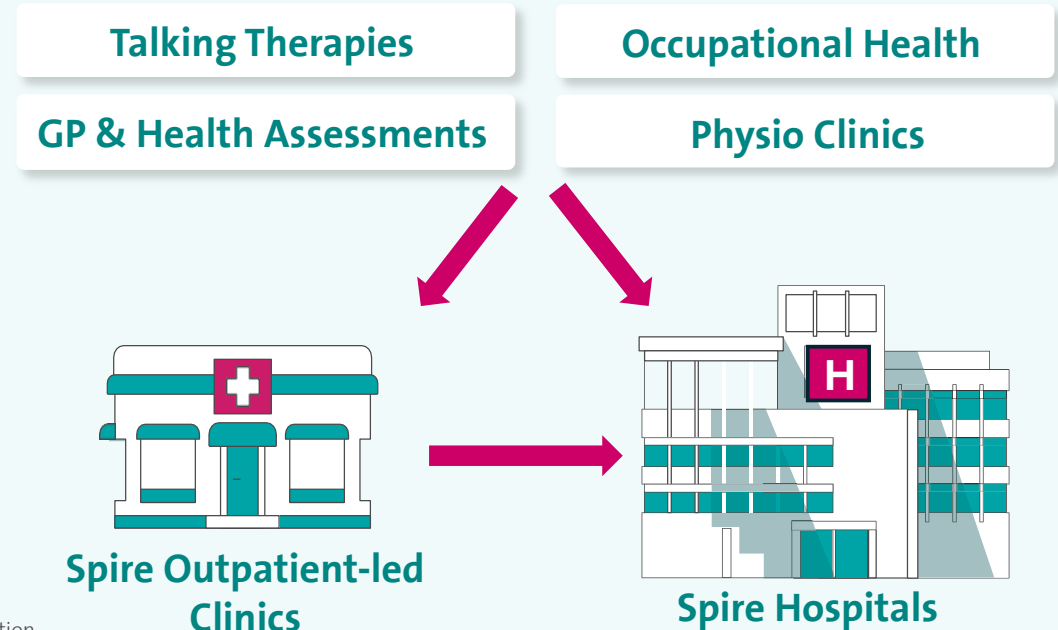 Talking Therapies
Occupational Health
GP & Health Assessments
Physio Clinics
H
Spire Outpatient-led
Clinics
Spire Hospitals